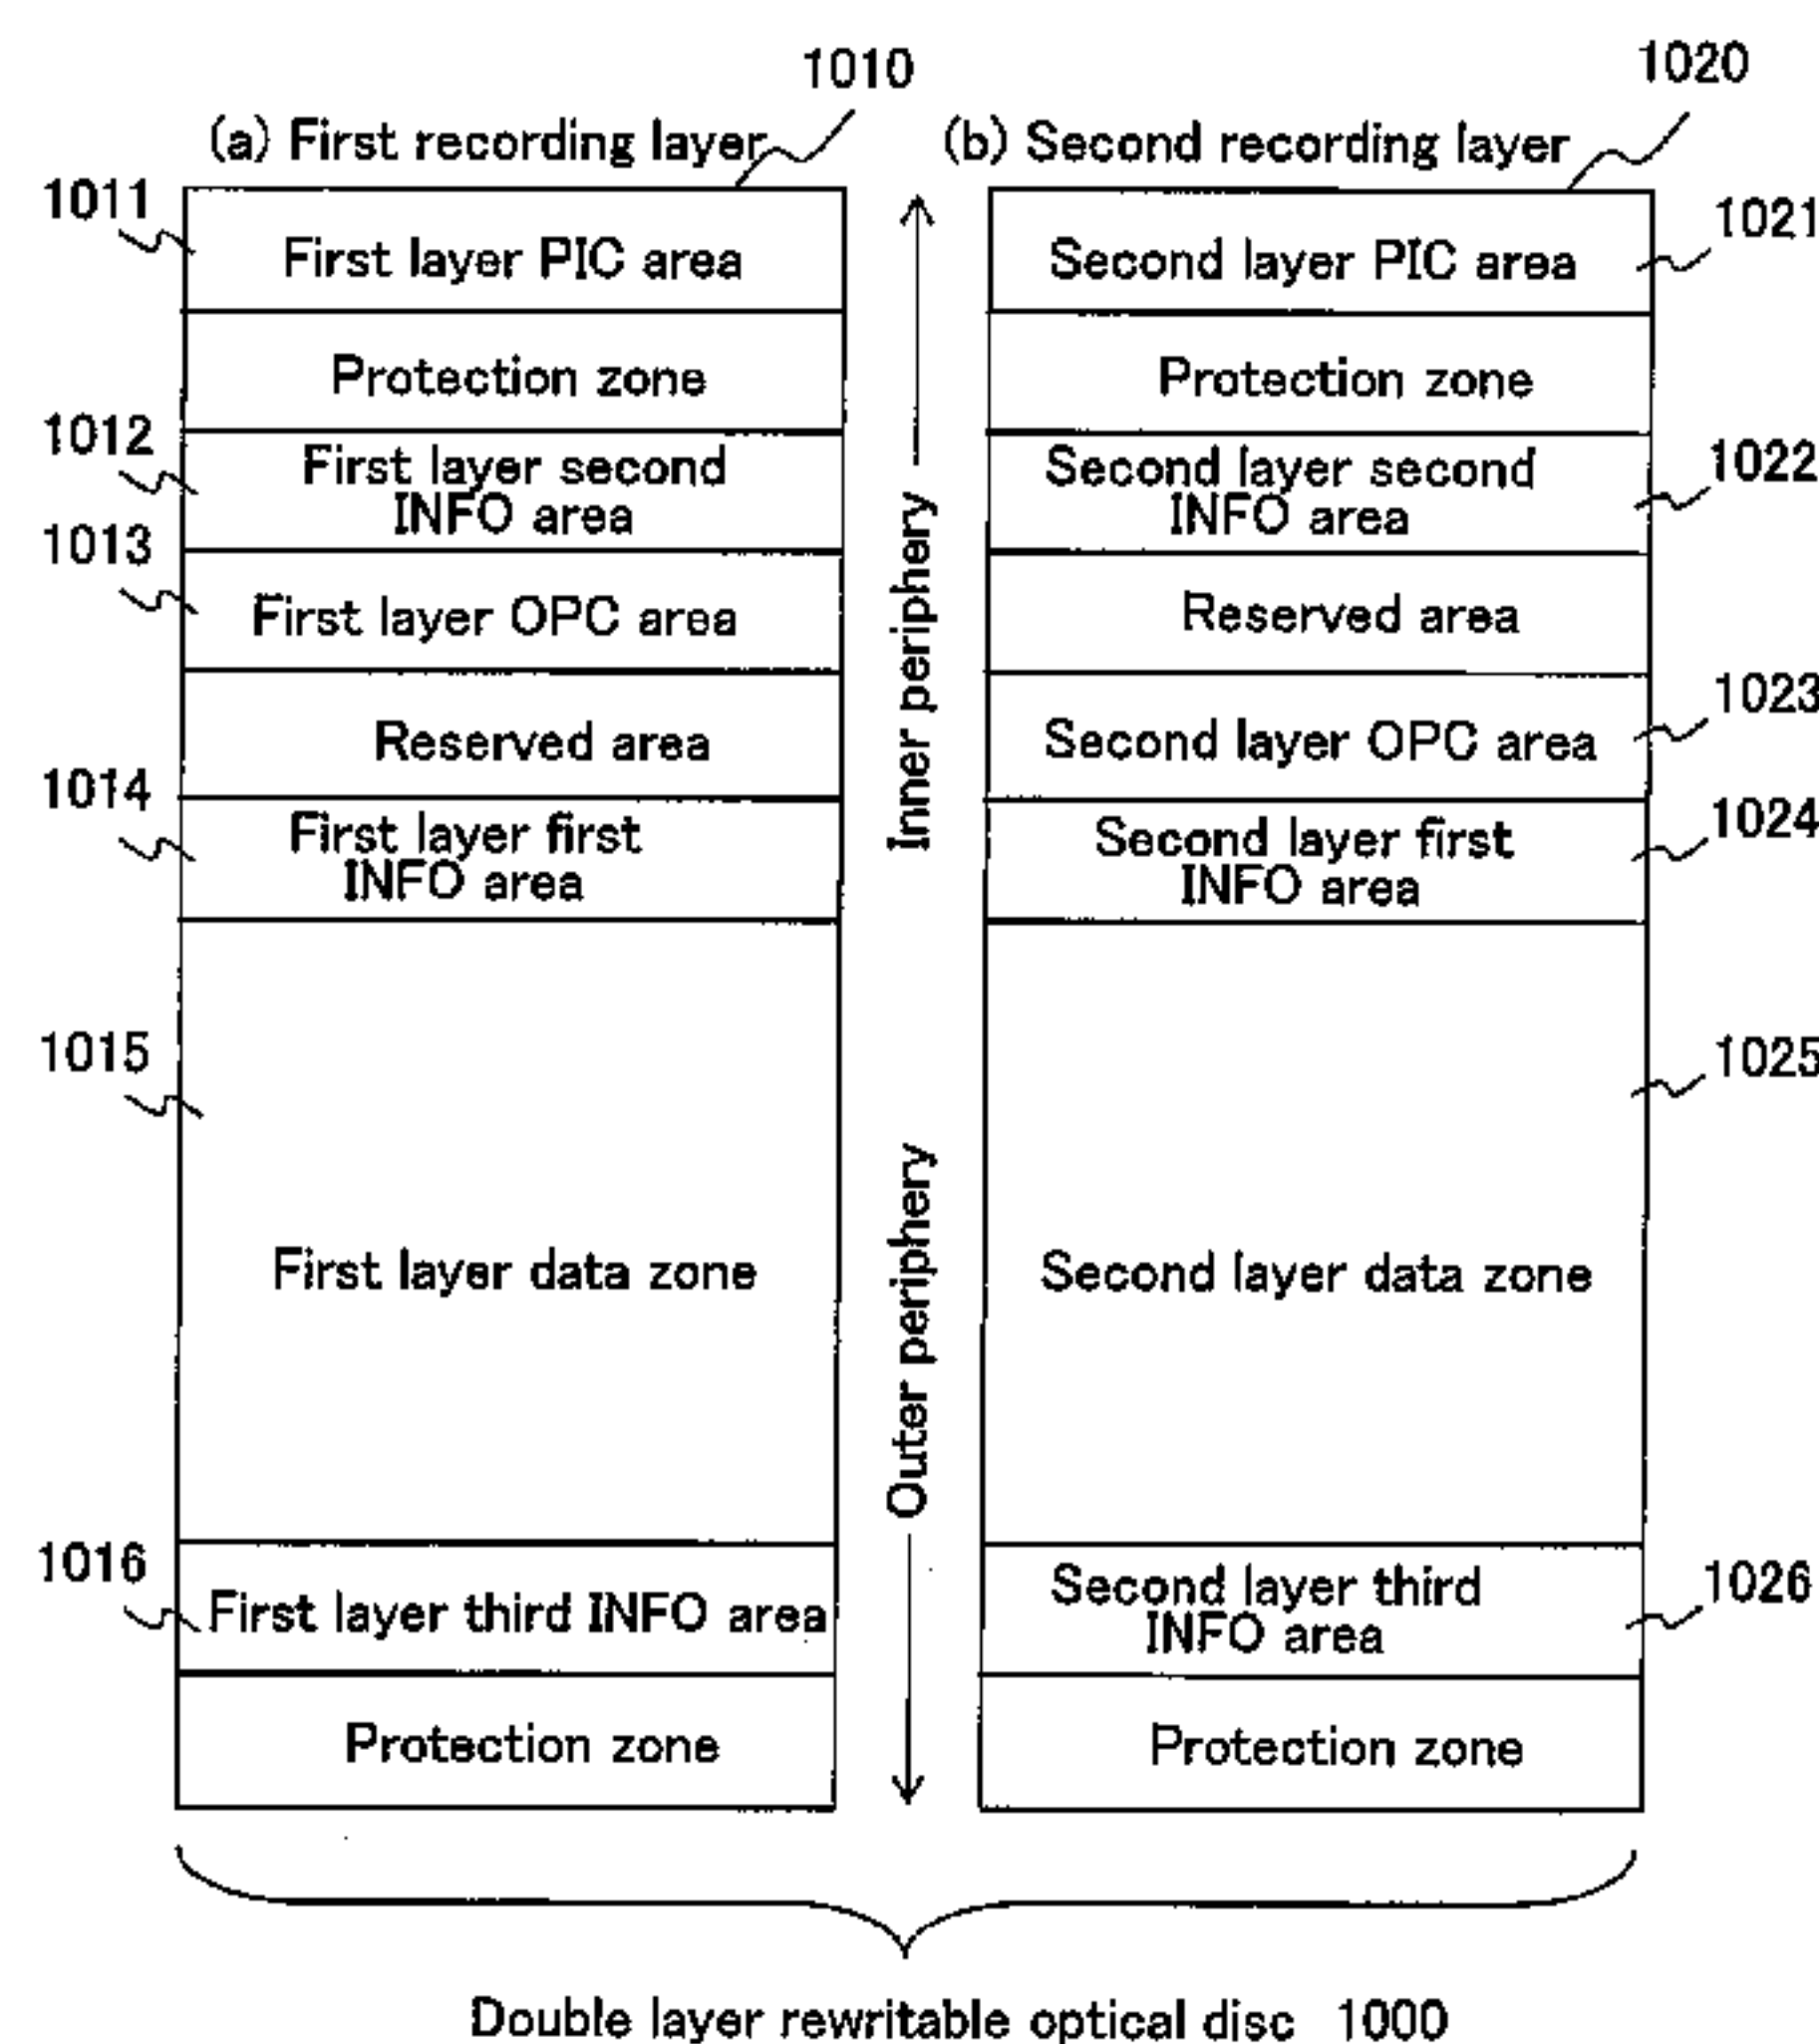 1010
1020
(a) First recording layer
(b) Second recording layer
1011
First layer PIC area
Protection zone
1012
First layer second
INFO area
1013
First layer OPC area
Reserved area
1014
First layer first
INFO area
1015
First layer data zone
1016
First layer third INFO area
Protection zone
Inner periphery
Outer periphery
Second layer PIC area
1021
Protection zone
Second layer second
INFO area
1022
Reserved area
Second layer OPC area
1023
Second layer first
INFO area
1024
1025
Second layer data zone
Second layer third
INFO area
1026
Protection zone
Double layer rewritable optical disc 1000